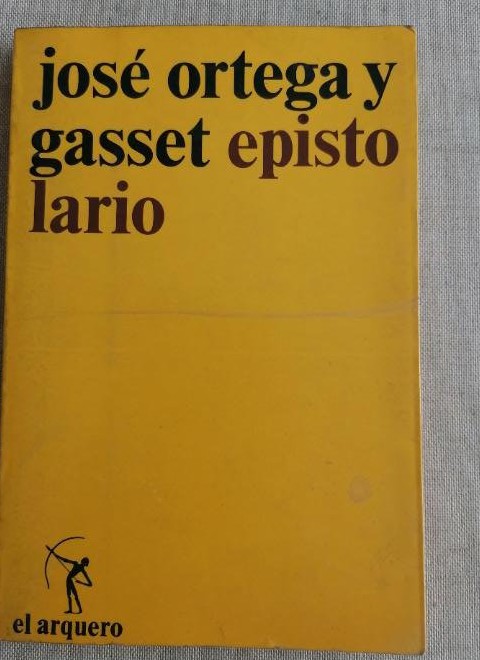 josé ortega y
gasset episto
lario
el arquero